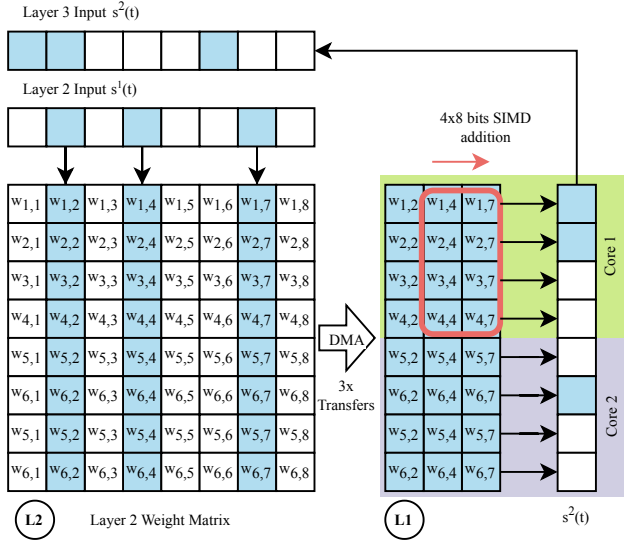 Layer 3 Input s²(t)
Layer 2 Input s¹(t)
4x8 bits SIMD
addition
w1,1 w1,2 w1,3 w1,4 w1,5 w1,6 w1,7 w1,8
w2,1 w2,2 w2,3 w2,4 w2,5 w2,6 w2,7 w2,8
w3,1 w3,2 w3,3 w3,4 w3,5 w3,6 w3,7 w3,8
w4,1 w4,2 w4,3 w4,4 w4,5 w4,6 w4,7 w4,8
w5,1 w5,2 w5,3 w5,4 w5,5 w5,6 w5,7 w5,8
w6,1 w6,2 w6,3 w6,4 w6,5 w6,6 w6,7 w6,8
w5,1 w5,2 w5,3 w5,4 w5,5 w5,6 w5,7 w5,8
w6,1 w6,2 w6,3 w6,4 w6,5 w6,6 w6,7 w6,8
DMA
3x
Transfers
w1,2 w1,4 w1,7
w2,2 w2,4 w2,7
w3,2 w3,4 w3,7
w4,2 w4,4 w4,7
w5,2 w5,4 w5,7
w6,2 w6,4 w6,7
w5,2 w5,4 w5,7
w6,2 w6,4 w6,7
Core 1
Core 2
L2
Layer 2 Weight Matrix
L1
s²(t)